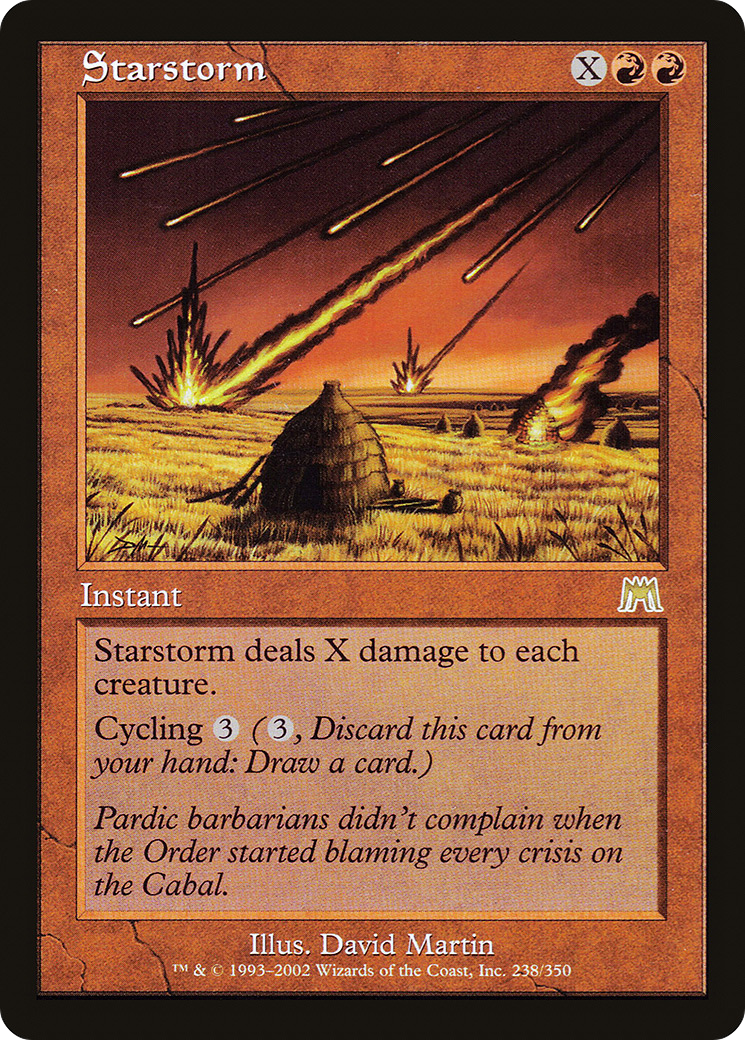 Starstorm X
Instant
Starstorm deals X damage to each
creature.
Cycling 3 (3, Discard this card from
your hand: Draw a card.)
Pardic barbarians didn't complain when
the Order started blaming every crisis on
the Cabal.
Illus. David Martin
™ & © 1993–2002 Wizards of the Coast, Inc. 238/350